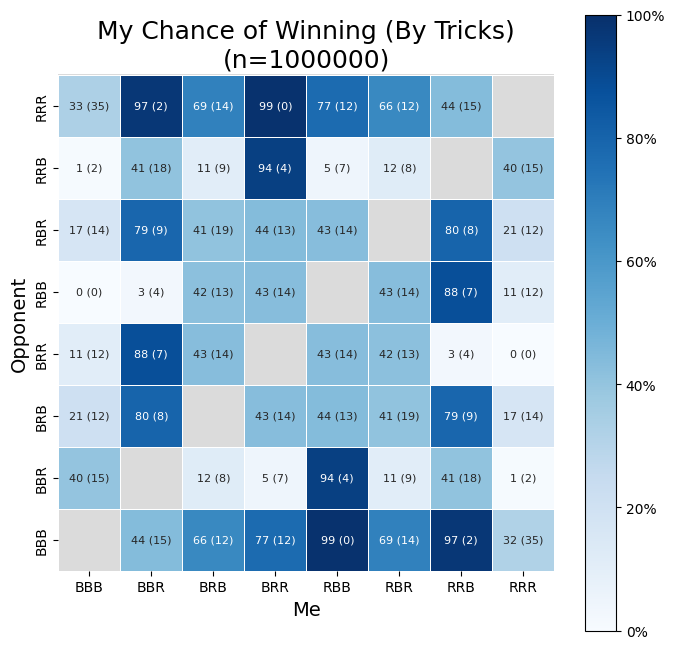 My Chance of Winning (By Tricks)
(n=1000000)
100%
RRR 33 (35) 97 (2) 69 (14) 99 (0) 77 (12) 66 (12) 44 (15)
RRB 1 (2) 41 (18) 11 (9) 94 (4) 5 (7) 12 (8) 40 (15)
80%
RBR 17 (14) 79 (9) 41 (19) 44 (13) 43 (14) 80 (8) 21 (12)
60%
RBB 0 (0) 3 (4) 42 (13) 43 (14) 43 (14) 88 (7) 11 (12)
Opponent
BRR 11 (12) 88 (7) 43 (14) 43 (14) 42 (13) 3 (4) 0 (0)
40%
BRB 21 (12) 80 (8) 43 (14) 44 (13) 41 (19) 79 (9) 17 (14)
BBR 40 (15) 12 (8) 5 (7) 94 (4) 11 (9) 41 (18) 1 (2)
20%
BBB 44 (15) 66 (12) 77 (12) 99 (0) 69 (14) 97 (2) 32 (35)
BBB BBR BRB BRR RBB RBR RRB RRR
Me
0%